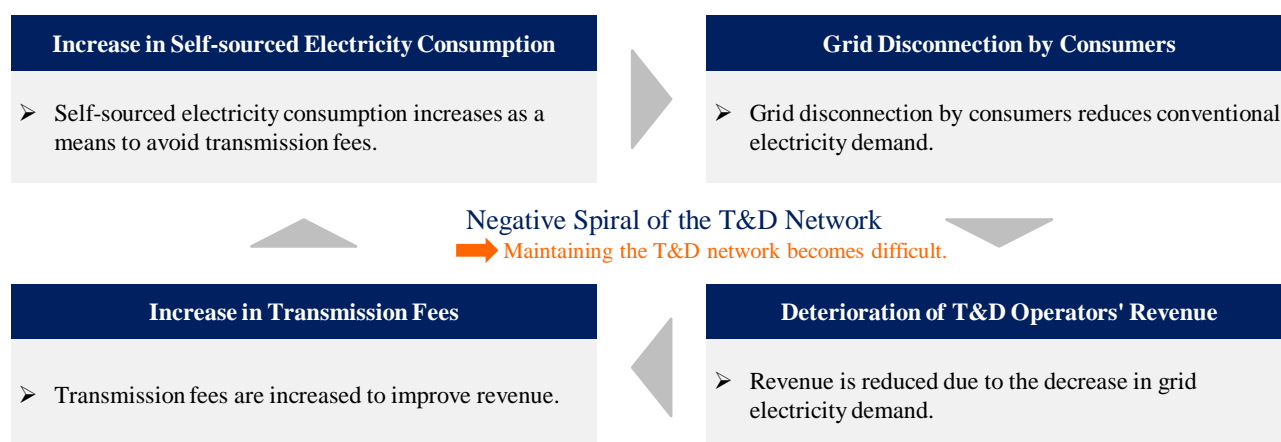 Increase in Self-sourced Electricity Consumption
➢ Self-sourced electricity consumption increases as a
means to avoid transmission fees.
Grid Disconnection by Consumers
➢ Grid disconnection by consumers reduces conventional
electricity demand.
Negative Spiral of the T&D Network
Maintaining the T&D network becomes difficult.
Increase in Transmission Fees
➢ Transmission fees are increased to improve revenue.
Deterioration of T&D Operators' Revenue
➢ Revenue is reduced due to the decrease in grid
electricity demand.